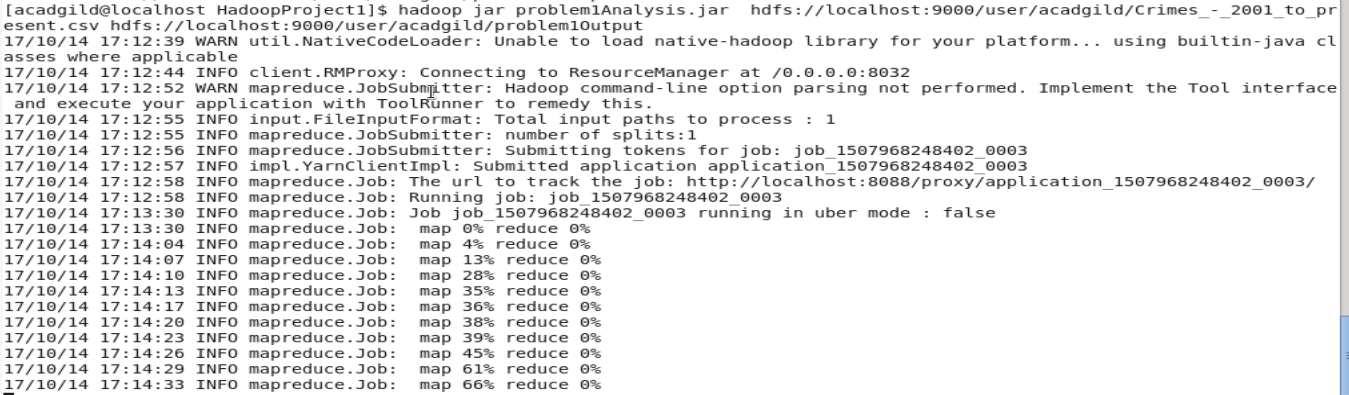 [acadgild@localhost HadoopProject1]$ hadoop jar problem1Analysis.jar  hdfs://localhost:9000/user/acadgild/Crimes_-_2001_to_pr
esent.csv hdfs://localhost:9000/user/acadgild/problem1Output
17/10/14 17:12:39 WARN util.NativeCodeLoader: Unable to load native-hadoop library for your platform... using builtin-java cl
asses where applicable
17/10/14 17:12:44 INFO client.RMProxy: Connecting to ResourceManager at /0.0.0.0:8032
17/10/14 17:12:52 WARN mapreduce.JobSubmitter: Hadoop command-line option parsing not performed. Implement the Tool interface
 and execute your application with ToolRunner to remedy this.
17/10/14 17:12:55 INFO input.FileInputFormat: Total input paths to process : 1
17/10/14 17:12:55 INFO mapreduce.JobSubmitter: number of splits:1
17/10/14 17:12:56 INFO mapreduce.JobSubmitter: Submitting tokens for job: job_1507968248402_0003
17/10/14 17:12:57 INFO impl.YarnClientImpl: Submitted application application_1507968248402_0003
17/10/14 17:12:58 INFO mapreduce.Job: The url to track the job: http://localhost:8088/proxy/application_1507968248402_0003/
17/10/14 17:12:58 INFO mapreduce.Job: Running job: job_1507968248402_0003
17/10/14 17:13:30 INFO mapreduce.Job: Job job_1507968248402_0003 running in uber mode : false
17/10/14 17:13:30 INFO mapreduce.Job:  map 0% reduce 0%
17/10/14 17:14:04 INFO mapreduce.Job:  map 4% reduce 0%
17/10/14 17:14:07 INFO mapreduce.Job:  map 13% reduce 0%
17/10/14 17:14:10 INFO mapreduce.Job:  map 28% reduce 0%
17/10/14 17:14:13 INFO mapreduce.Job:  map 35% reduce 0%
17/10/14 17:14:17 INFO mapreduce.Job:  map 36% reduce 0%
17/10/14 17:14:20 INFO mapreduce.Job:  map 38% reduce 0%
17/10/14 17:14:23 INFO mapreduce.Job:  map 39% reduce 0%
17/10/14 17:14:26 INFO mapreduce.Job:  map 45% reduce 0%
17/10/14 17:14:29 INFO mapreduce.Job:  map 61% reduce 0%
17/10/14 17:14:33 INFO mapreduce.Job:  map 66% reduce 0%